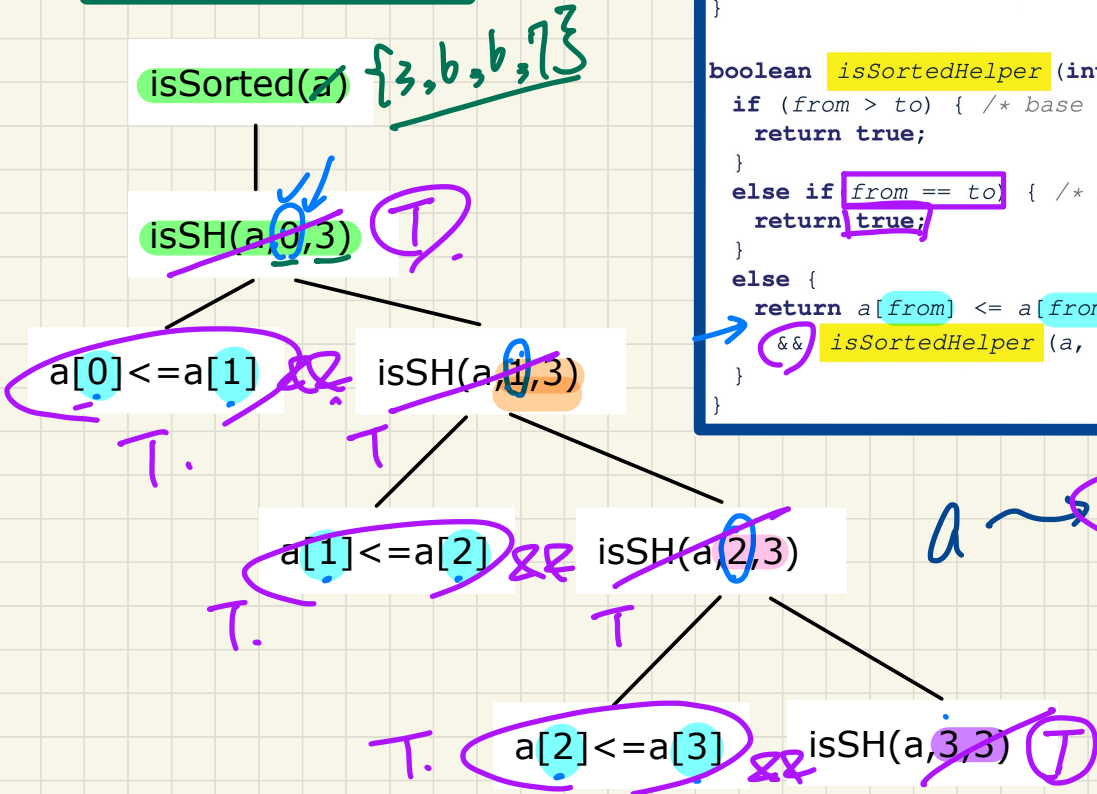 isSorted(a) {3,6,6,7}
isSH(a,0,3) T.
a[0]<=a[1] && isSH(a,1,3)
T. T
a[1]<=a[2] && isSH(a,2,3)
T. T
T. a[2]<=a[3] && isSH(a,3,3) T
}
boolean isSortedHelper (int
if (from > to) { /* base
return true;
}
else if(from == to) { /*
return true;
}
else {
return a[from] <= a[from
&& isSortedHelper (a,
}
}
a